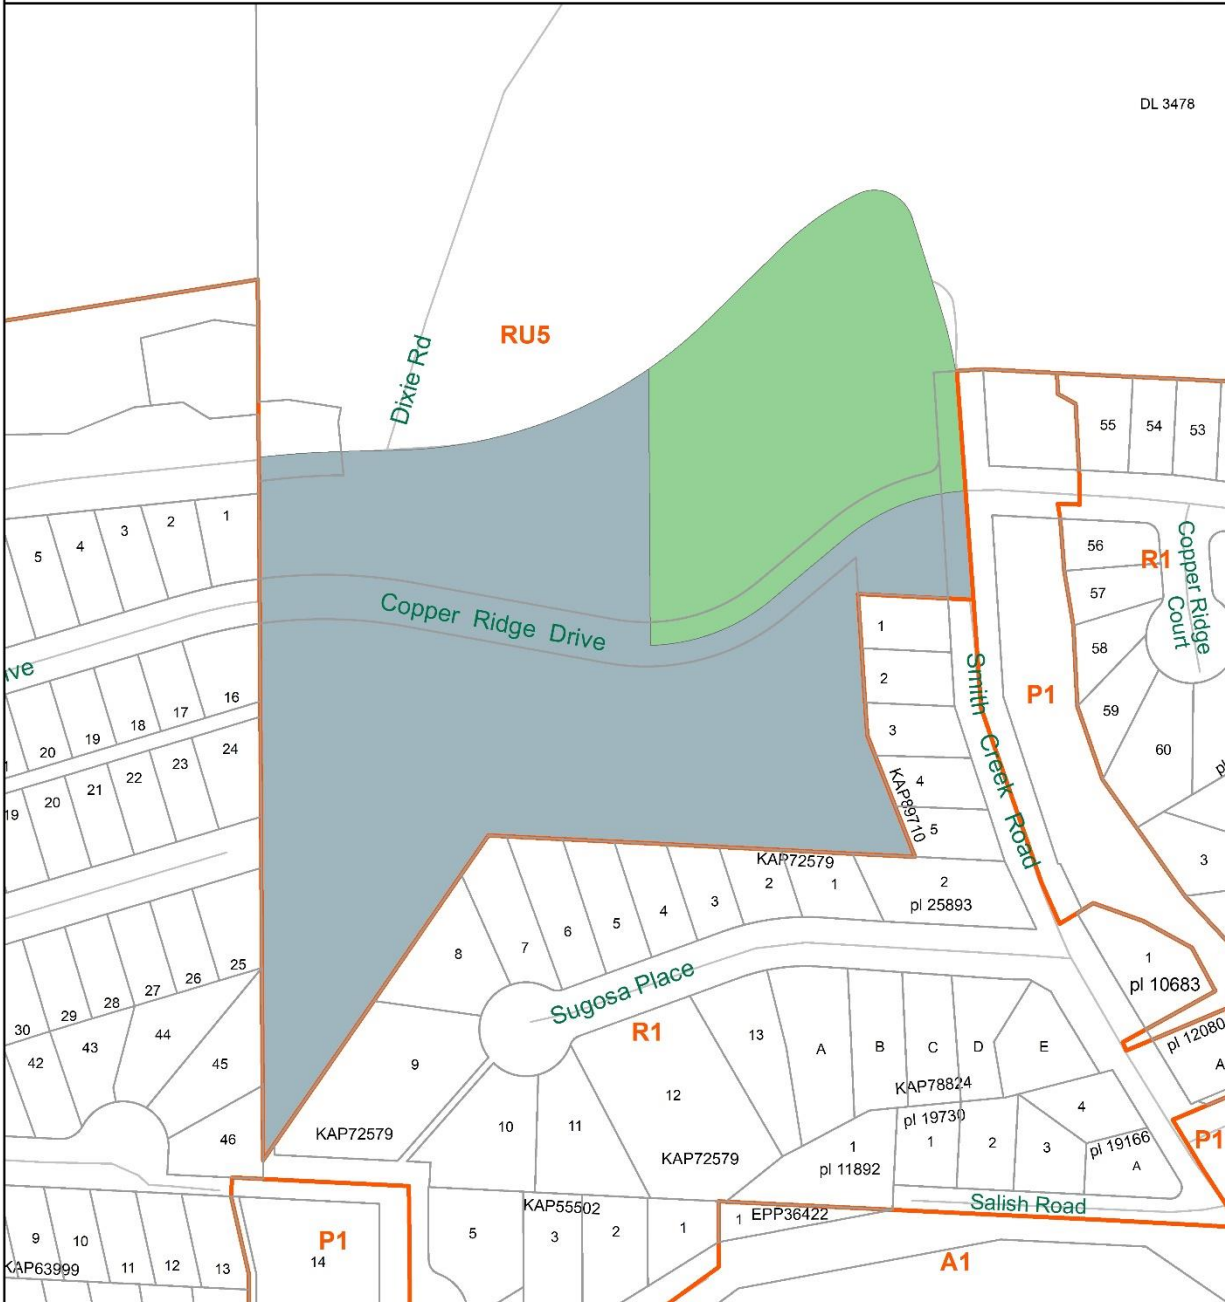 DL 3478
RU5
Dixie Rd
55
54
53
5
4
3
2
1
56
R1
Copper Ridge
Court
57
58
59
60
Copper Ridge Drive
1
2
3
4
5
KAP89710
Smith Creek Road
P1
16
17
18
19
20
24
23
22
21
20
19
3
KAP72579
2
pl 25893
1
2
3
4
5
6
7
8
9
Sugosa Place
R1
1
pl 10683
pl 12080
A
25
26
27
28
29
30
42
43
44
45
46
13
A
B
C
D
E
KAP78824
12
KAP72579
11
10
KAP72579
pl 19730
1
2
3
4
pl 19166
A
1
pl 11892
P1
Salish Road
1
EPP36422
KAP55502
5
3
2
1
P1
14
9
10
11
12
13
KAP63999
A1